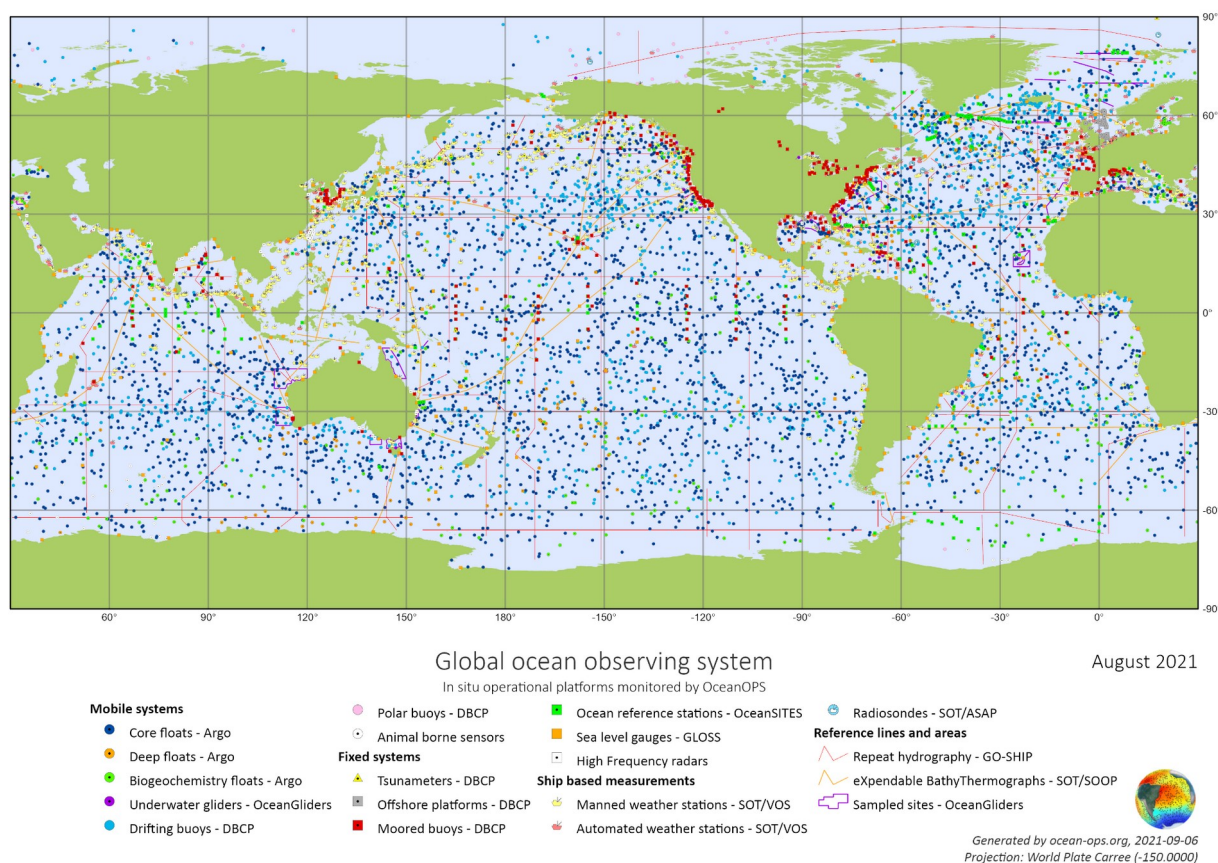 90°
60°
30°
0°
-30°
-60°
-90
60° 90° 120° 150° 180° -150° -120° -90° -60° -30° 0°
Global ocean observing system
August 2021
In situ operational platforms monitored by OceanOPS
Mobile systems
Core floats - Argo
Deep floats - Argo
Biogeochemistry floats - Argo
Underwater gliders - OceanGliders
Drifting buoys - DBCP
Polar buoys - DBCP
Animal borne sensors
Fixed systems
Tsunameters - DBCP
Offshore platforms - DBCP
Moored buoys - DBCP
Ocean reference stations - OceanSITES
Sea level gauges - GLOSS
High Frequency radars
Ship based measurements
Manned weather stations - SOT/VOS
Automated weather stations - SOT/VOS
Radiosondes - SOT/ASAP
Reference lines and areas
Repeat hydrography - GO-SHIP
eXpendable BathyThermographs - SOT/SOOP
Sampled sites - OceanGliders
Generated by ocean-ops.org, 2021-09-06
Projection: World Plate Carree (-150.0000)